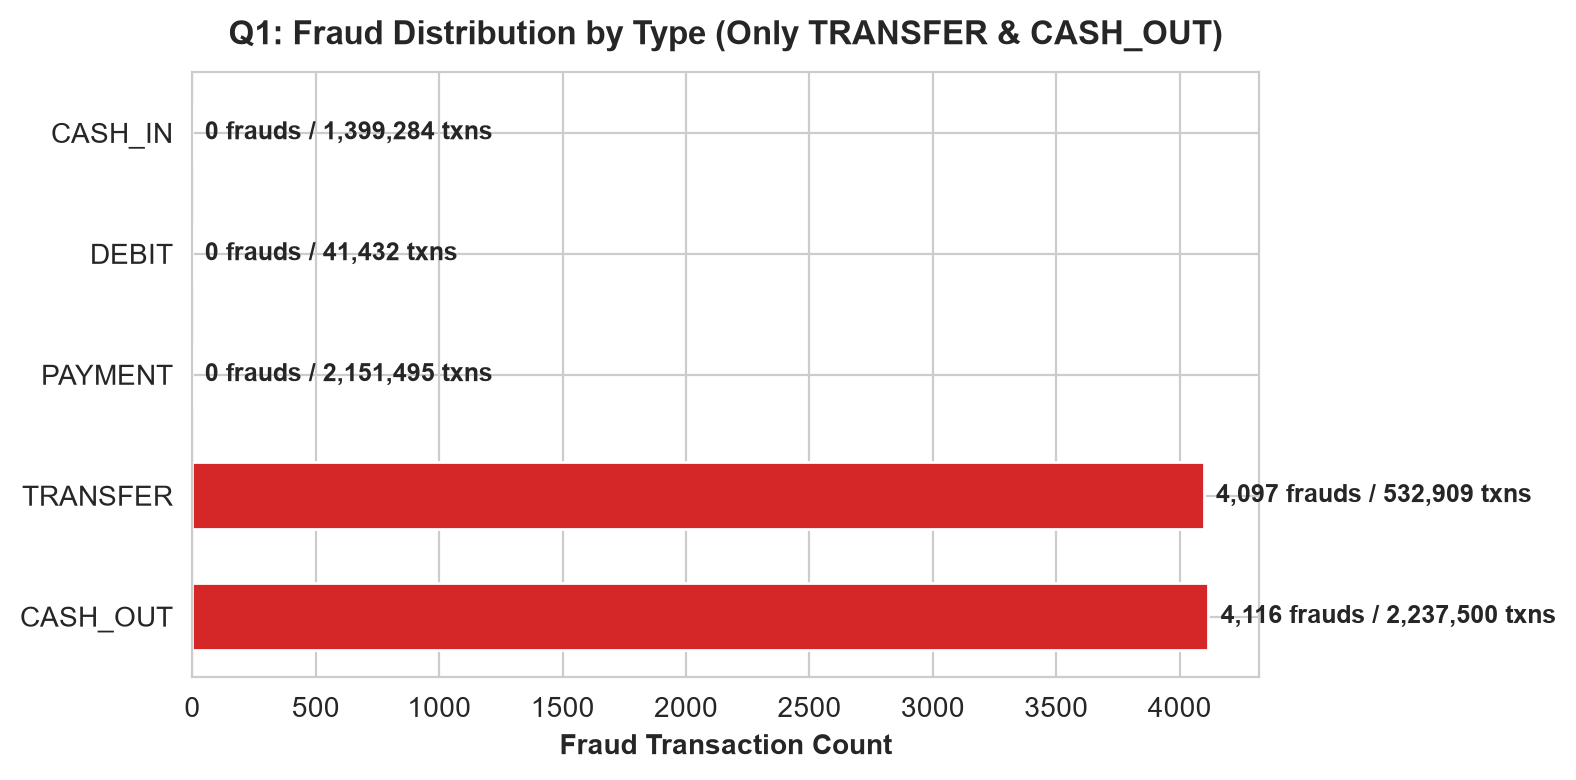 Q1: Fraud Distribution by Type (Only TRANSFER & CASH_OUT)
CASH_IN 0 frauds / 1,399,284 txns
DEBIT 0 frauds / 41,432 txns
PAYMENT 0 frauds / 2,151,495 txns
TRANSFER 4,097 frauds / 532,909 txns
CASH_OUT 4,116 frauds / 2,237,500 txns
0 500 1000 1500 2000 2500 3000 3500 4000
Fraud Transaction Count